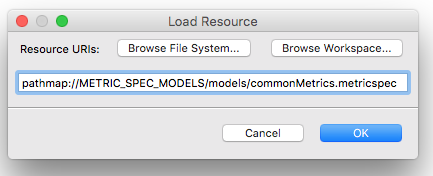 Load Resource
Resource URIs: Browse File System... Browse Workspace...
pathmap://METRIC_SPEC_MODELS/models/commonMetrics.metricspec
Cancel OK